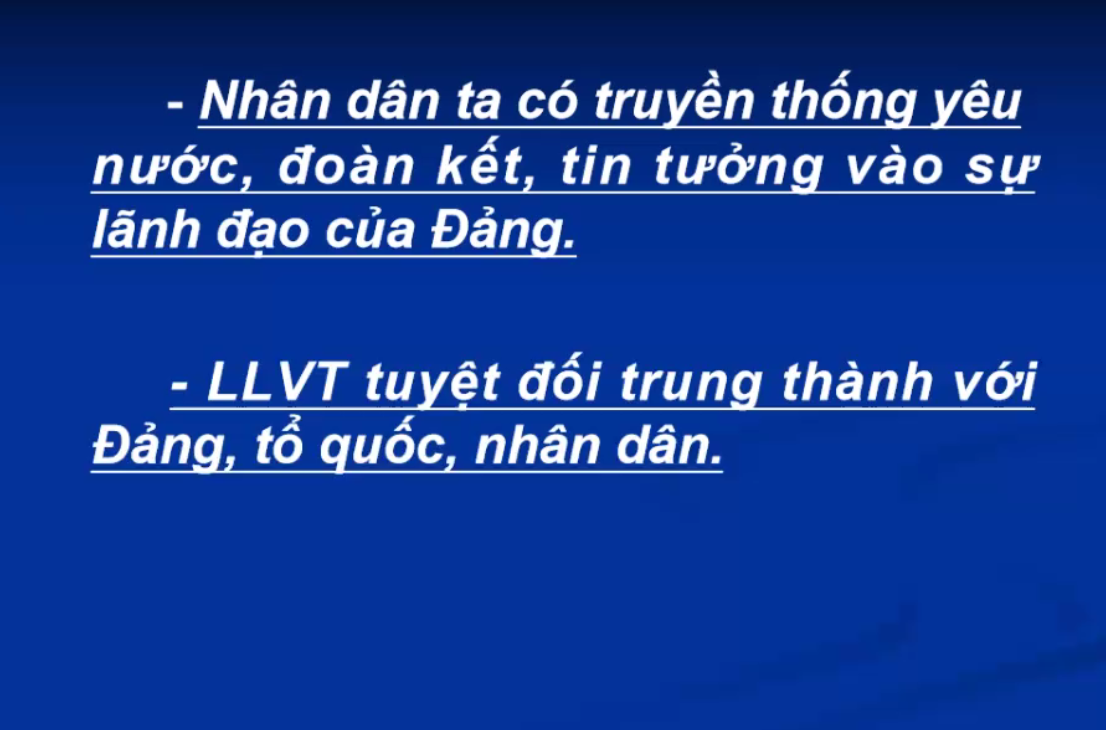 - Nhân dân ta có truyền thống yêu
nước, đoàn kết, tin tưởng vào sự
lãnh đạo của Đảng.
- LLVT tuyệt đối trung thành với
Đảng, tổ quốc, nhân dân.